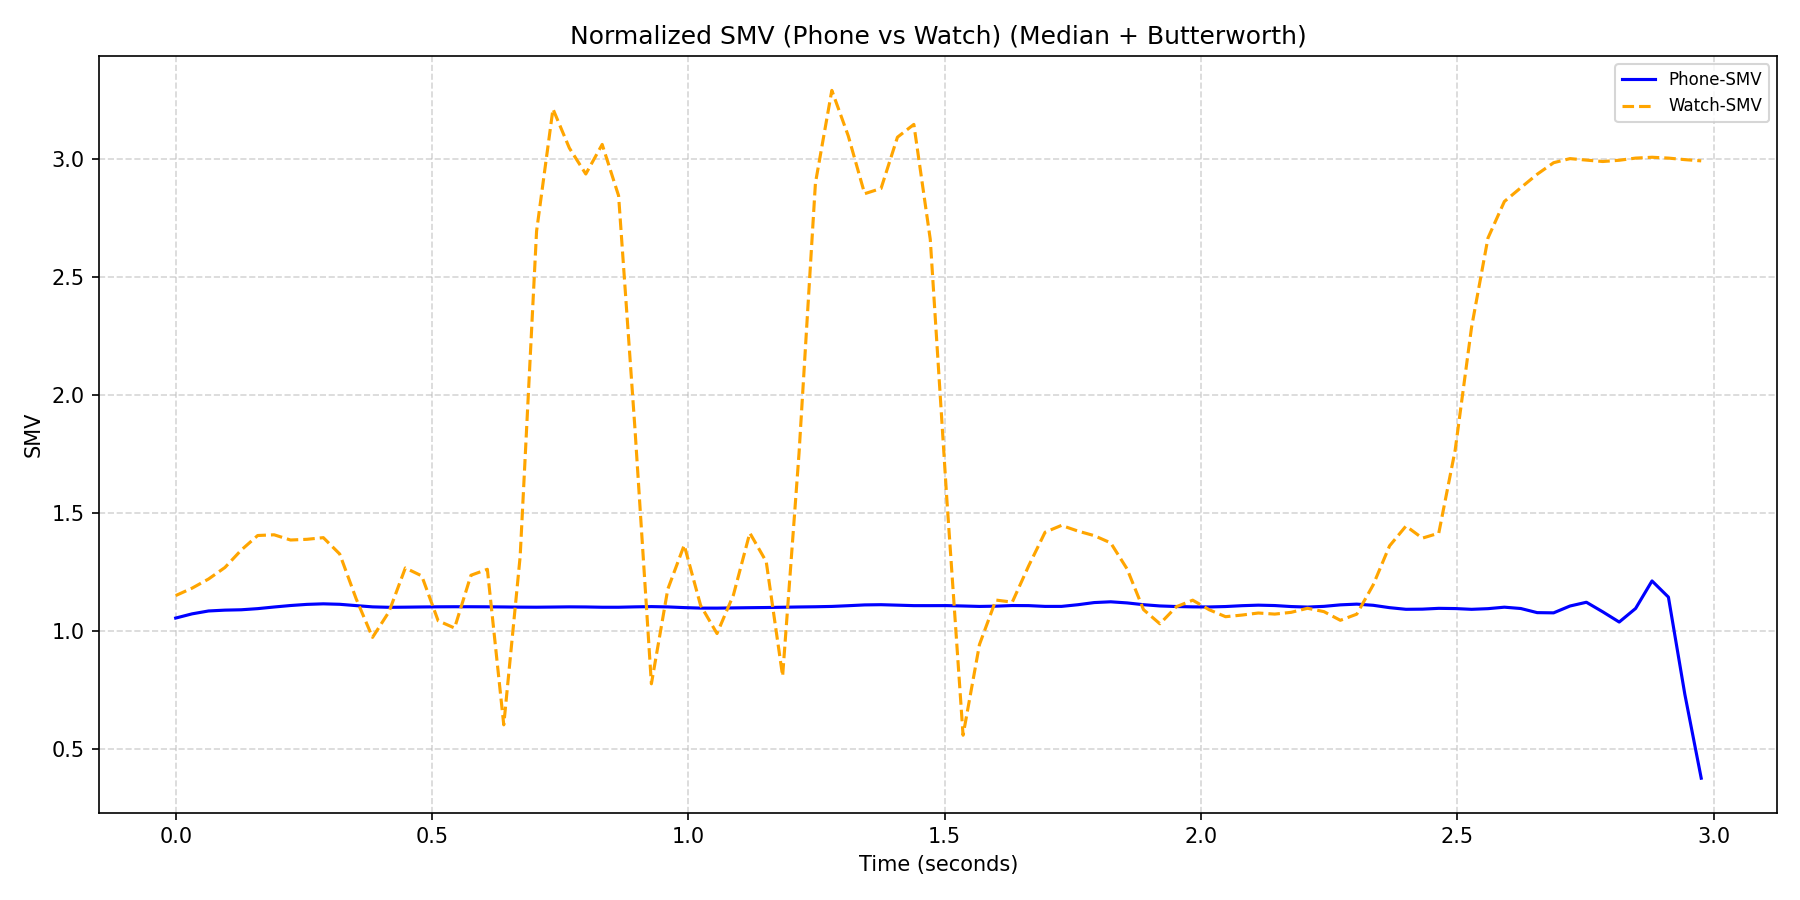 Normalized SMV (Phone vs Watch) (Median + Butterworth)
Phone-SMV
Watch-SMV
SMV
3.0
2.5
2.0
1.5
1.0
0.5
0.0 0.5 1.0 1.5 2.0 2.5 3.0
Time (seconds)